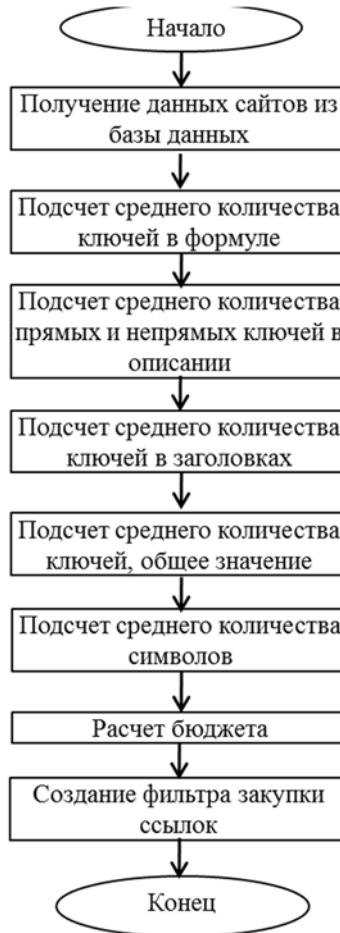 Начало
Получение данных сайтов из
базы данных
Подсчет среднего количества
ключей в формуле
Подсчет среднего количества
прямых и непрямых ключей в
описании
Подсчет среднего количества
ключей в заголовках
Подсчет среднего количества
ключей, общее значение
Подсчет среднего количества
символов
Расчет бюджета
Создание фильтра закупки
ссылок
Конец